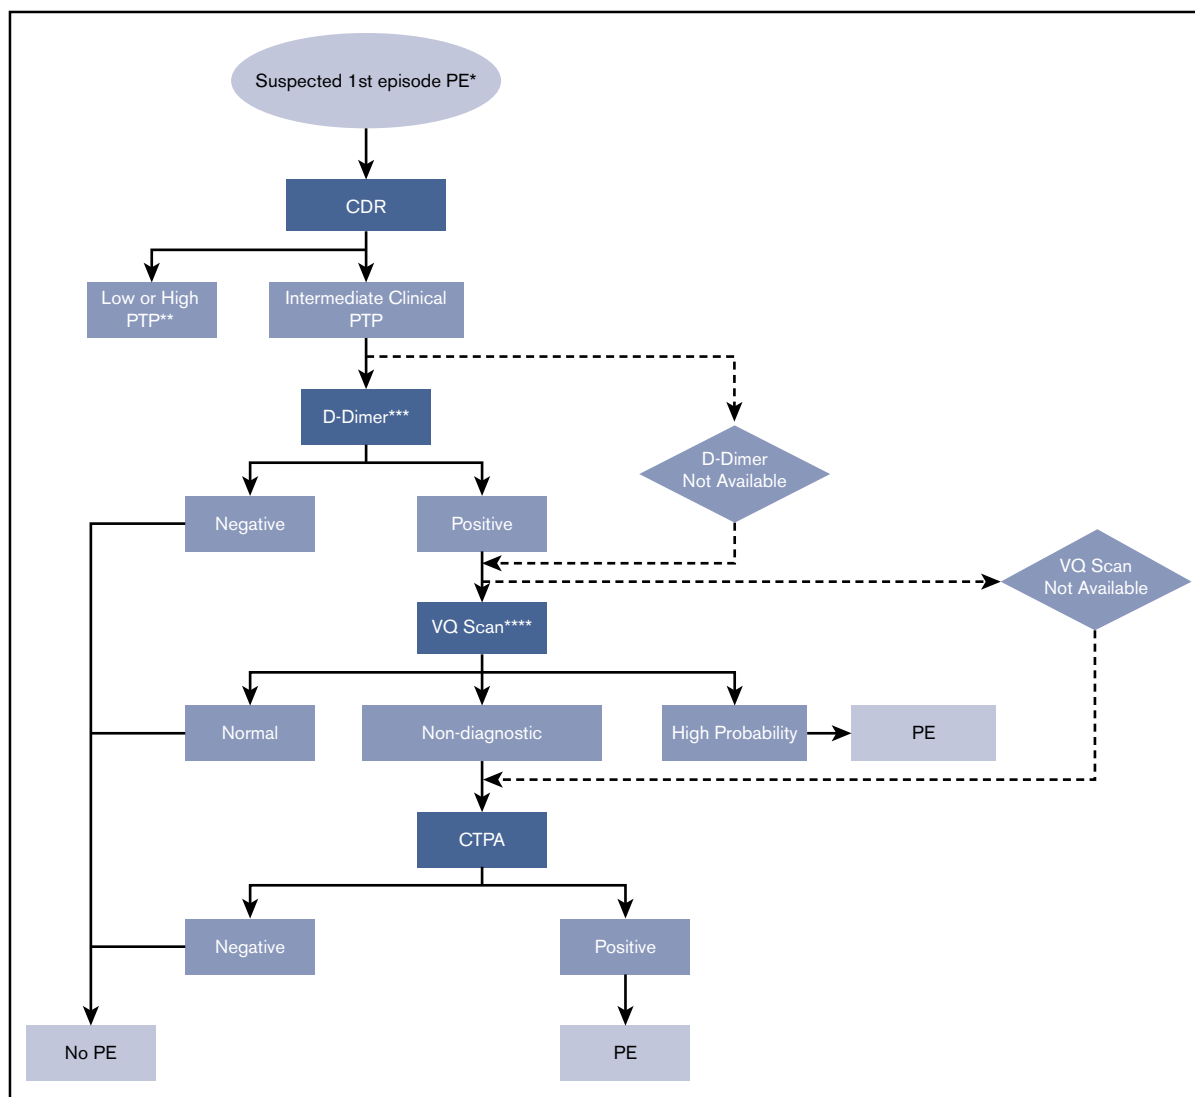 Suspected 1st episode PE*
CDR
Low or High
PTP**
Intermediate Clinical
PTP
D-Dimer***
D-Dimer
Not Available
Negative
Positive
VQ Scan
Not Available
VQ Scan****
Normal
Non-diagnostic
High Probability
PE
CTPA
Negative
Positive
No PE
PE